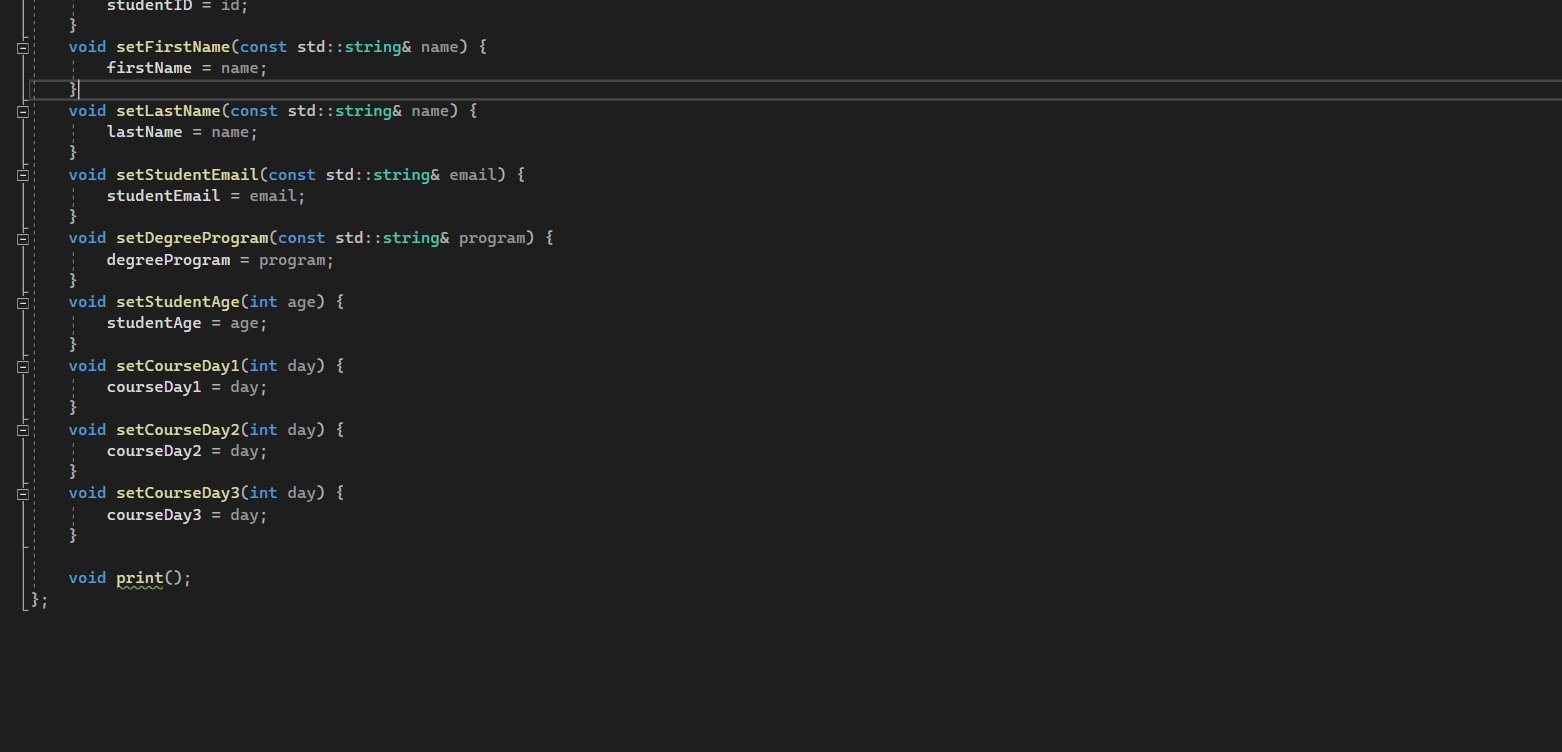 studentID = id;
}
void setFirstName(const std::string& name) {
firstName = name;
}
void setLastName(const std::string& name) {
lastName = name;
}
void setStudentEmail(const std::string& email) {
studentEmail = email;
}
void setDegreeProgram(const std::string& program) {
degreeProgram = program;
}
void setStudentAge(int age) {
studentAge = age;
}
void setCourseDay1(int day) {
courseDay1 = day;
}
void setCourseDay2(int day) {
courseDay2 = day;
}
void setCourseDay3(int day) {
courseDay3 = day;
}
void print();
};